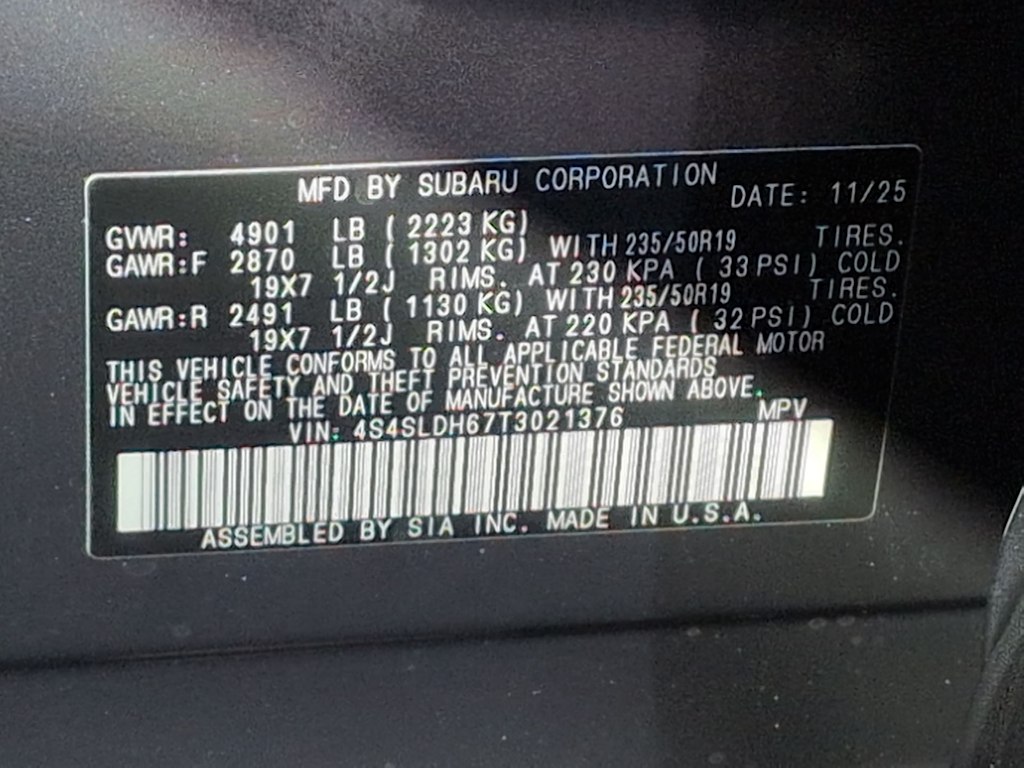 MFD BY SUBARU CORPORATION DATE: 11/25
GVWR: 4901 LB ( 2223 KG)
GAWR:F 2870 LB ( 1302 KG) WITH 235/50R19 TIRES.
19X7 1/2J RIMS. AT 230 KPA ( 33 PSI) COLD
GAWR:R 2491 LB ( 1130 KG) WITH 235/50R19 TIRES.
19X7 1/2J RIMS. AT 220 KPA ( 32 PSI) COLD
THIS VEHICLE CONFORMS TO ALL APPLICABLE FEDERAL MOTOR
VEHICLE SAFETY AND THEFT PREVENTION STANDARDS
IN EFFECT ON THE DATE OF MANUFACTURE SHOWN ABOVE.
VIN: 4S4SLDH67T3021376 MPV
ASSEMBLED BY SIA INC. MADE IN U.S.A.